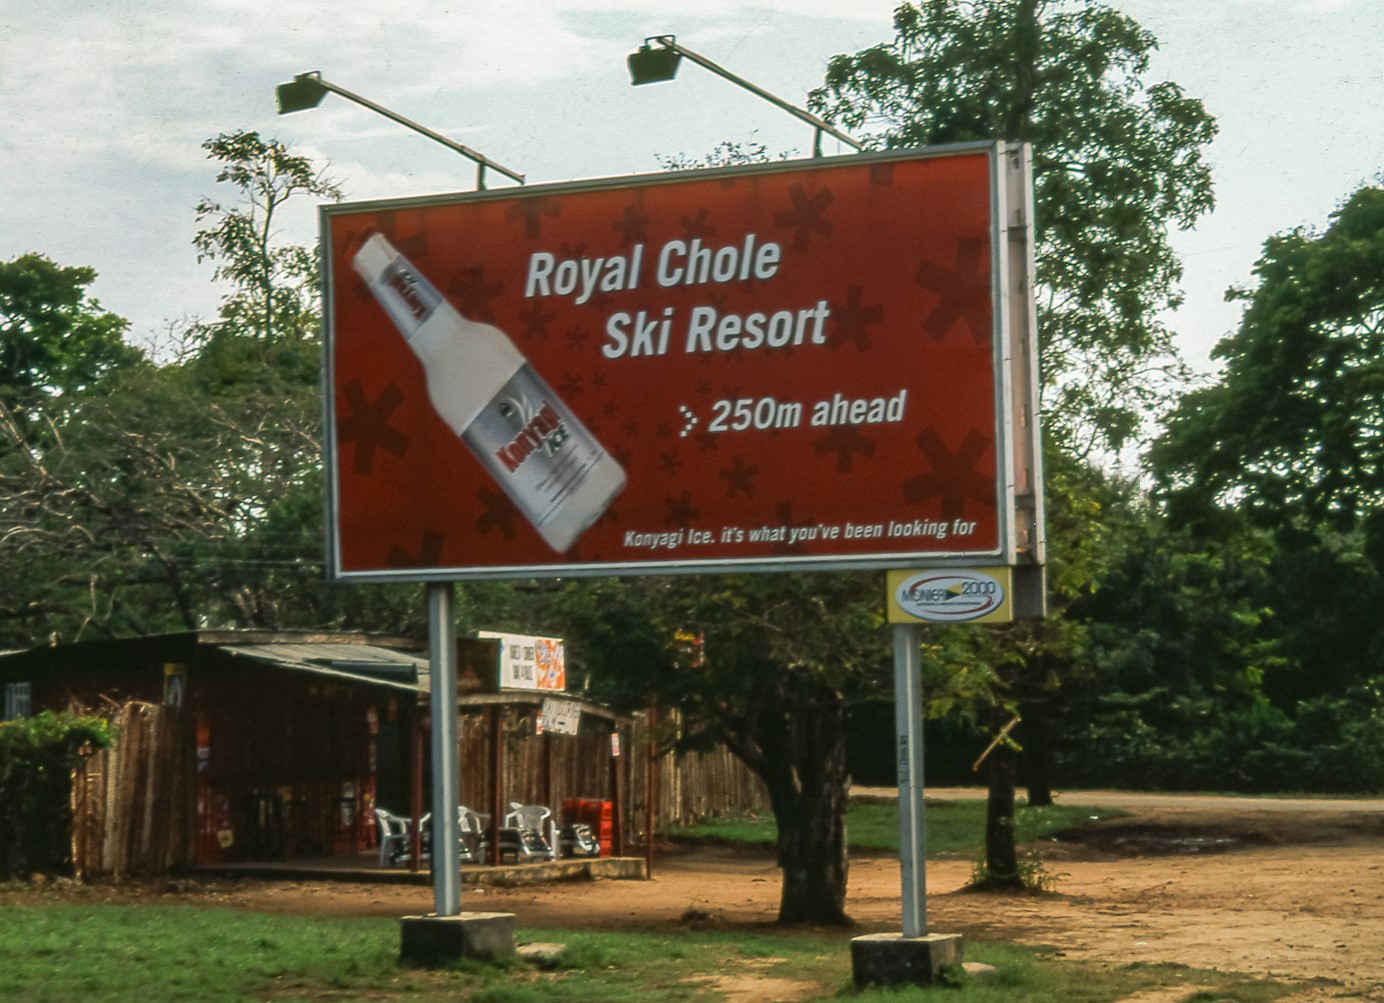 Royal Chole
Ski Resort
250m ahead
Konyagi
ICE
Konyagi Ice. it's what you've been looking for
MONIER 2000